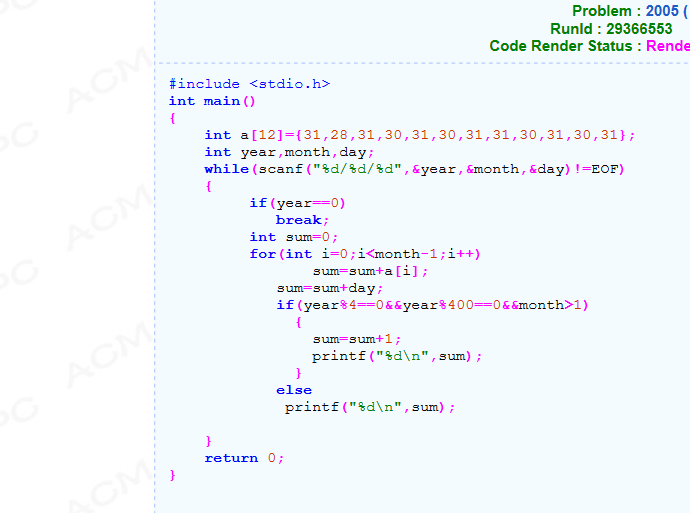 Problem : 2005 (
RunId : 29366553
Code Render Status : Rende
#include <stdio.h>
int main()
{
int a[12]={31,28,31,30,31,30,31,31,30,31,30,31};
int year,month,day;
while(scanf("%d/%d/%d",&year,&month,&day)!=EOF)
{
if(year==0)
break;
int sum=0;
for(int i=0;i<month-1;i++)
sum=sum+a[i];
sum=sum+day;
if(year%4==0&&year%400==0&&month>1)
{
sum=sum+1;
printf("%d\n",sum);
}
else
printf("%d\n",sum);
}
return 0;
}
ACM
ACM
ACM
ACM